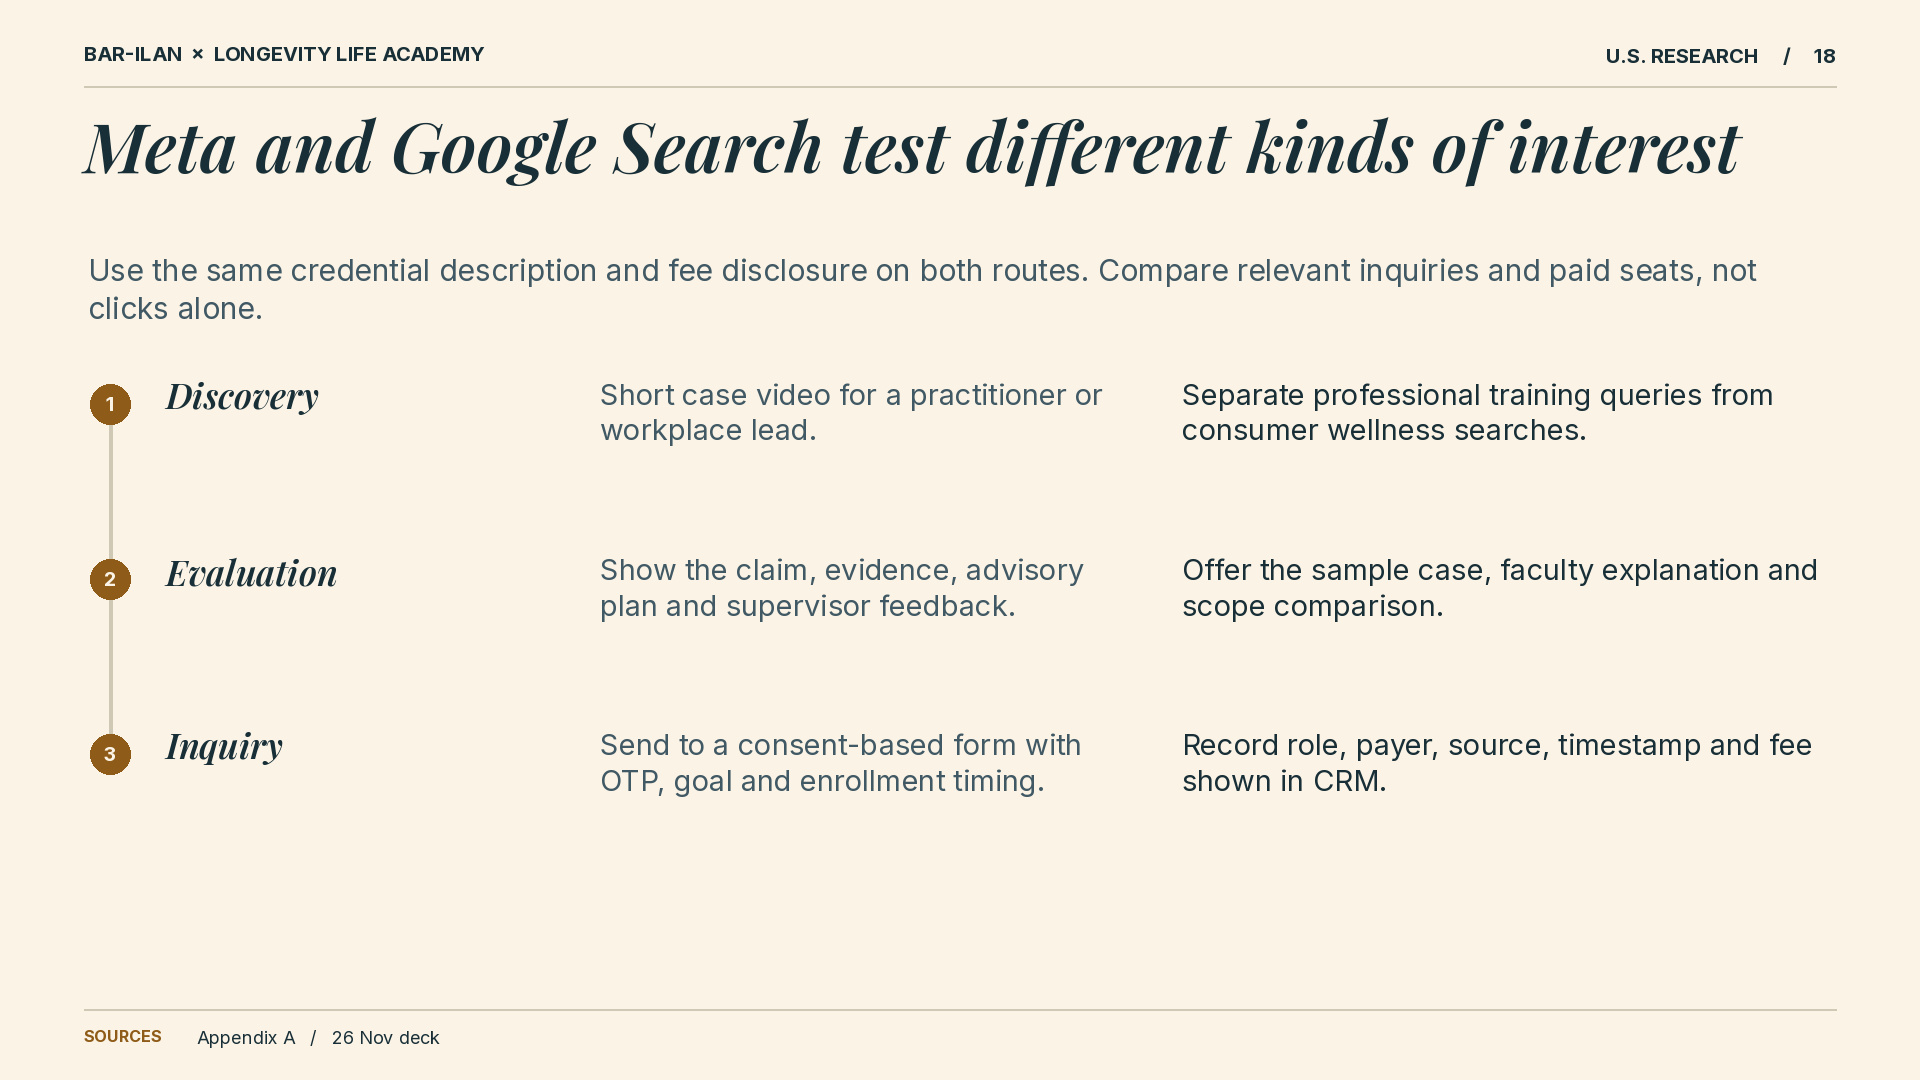 BAR-ILAN × LONGEVITY LIFE ACADEMY
U.S. RESEARCH / 18
Meta and Google Search test different kinds of interest
Use the same credential description and fee disclosure on both routes. Compare relevant inquiries and paid seats, not
clicks alone.
1 Discovery
Short case video for a practitioner or
workplace lead.
Separate professional training queries from
consumer wellness searches.
2 Evaluation
Show the claim, evidence, advisory
plan and supervisor feedback.
Offer the sample case, faculty explanation and
scope comparison.
3 Inquiry
Send to a consent-based form with
OTP, goal and enrollment timing.
Record role, payer, source, timestamp and fee
shown in CRM.
SOURCES Appendix A / 26 Nov deck